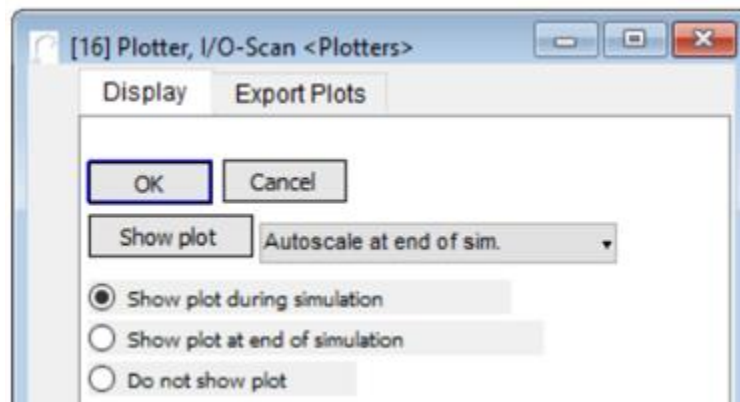 [16] Plotter, I/O-Scan <Plotters>
Display Export Plots
OK Cancel
Show plot Autoscale at end of sim.
Show plot during simulation
Show plot at end of simulation
Do not show plot